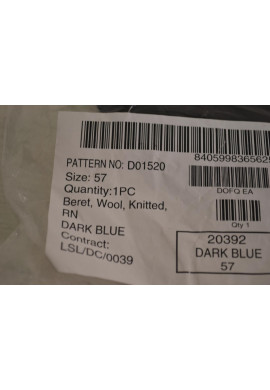 8405998365625
PATTERN NO: D01520
Size: 57
Quantity:1PC
Beret, Wool, Knitted,
RN
DARK BLUE
Contract:
LSL/DC/0039
DOFQ EA
Qty 1
20392
DARK BLUE
57